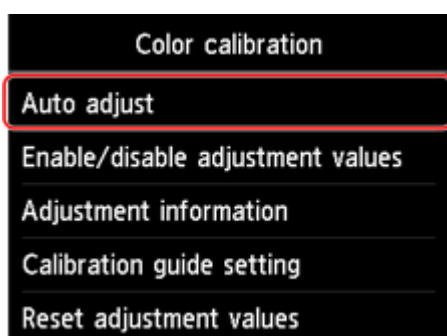 Color calibration
Auto adjust
Enable/disable adjustment values
Adjustment information
Calibration guide setting
Reset adjustment values